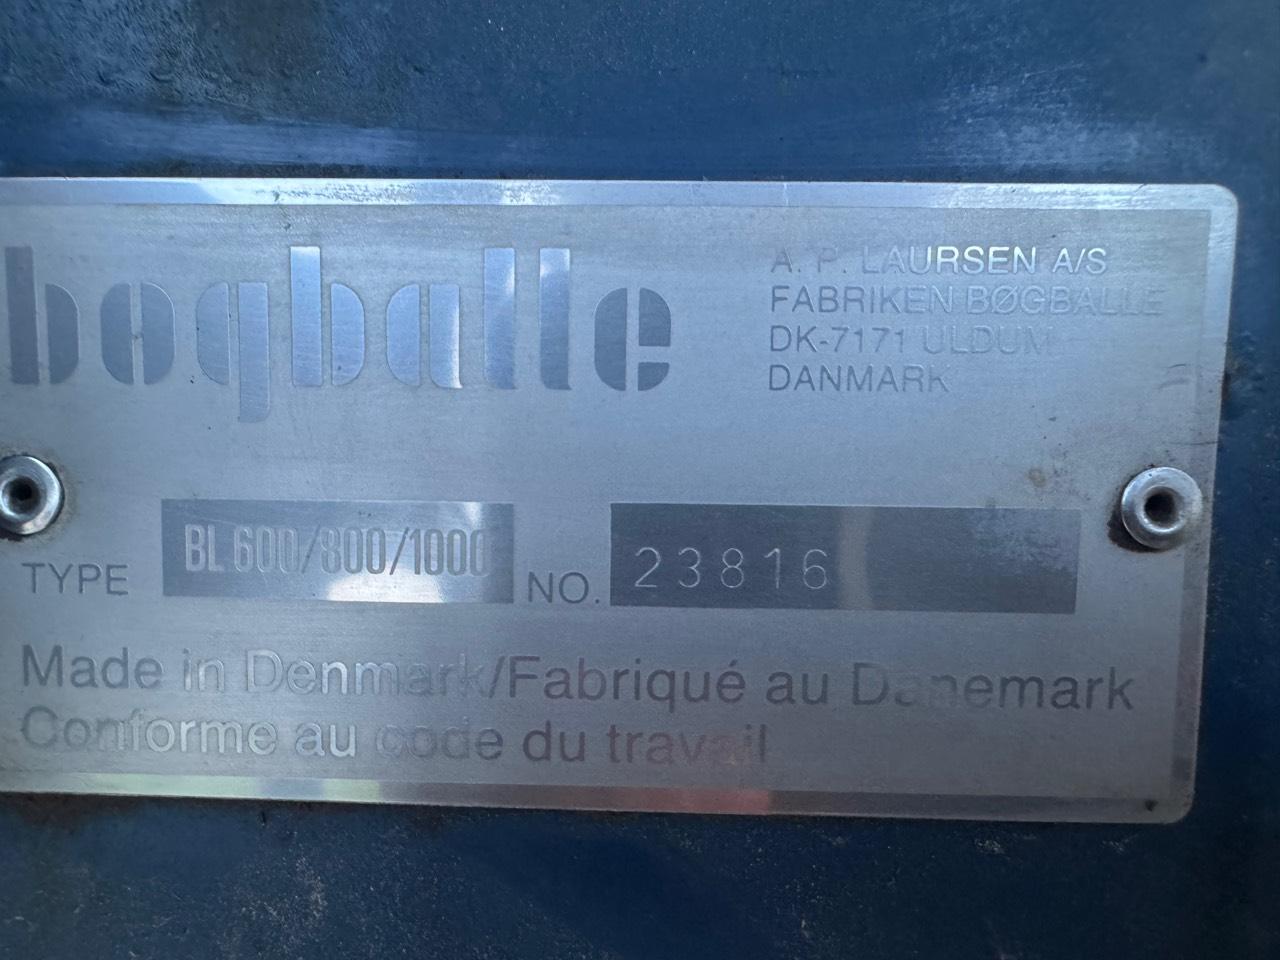 bogballe
A. P. LAURSEN A/S
FABRIKEN BØGBALLE
DK-7171 ULDUM
DANMARK
TYPE BL 600/800/1000 NO. 23816
Made in Denmark/Fabriqué au Danemark
Conforme au code du travail